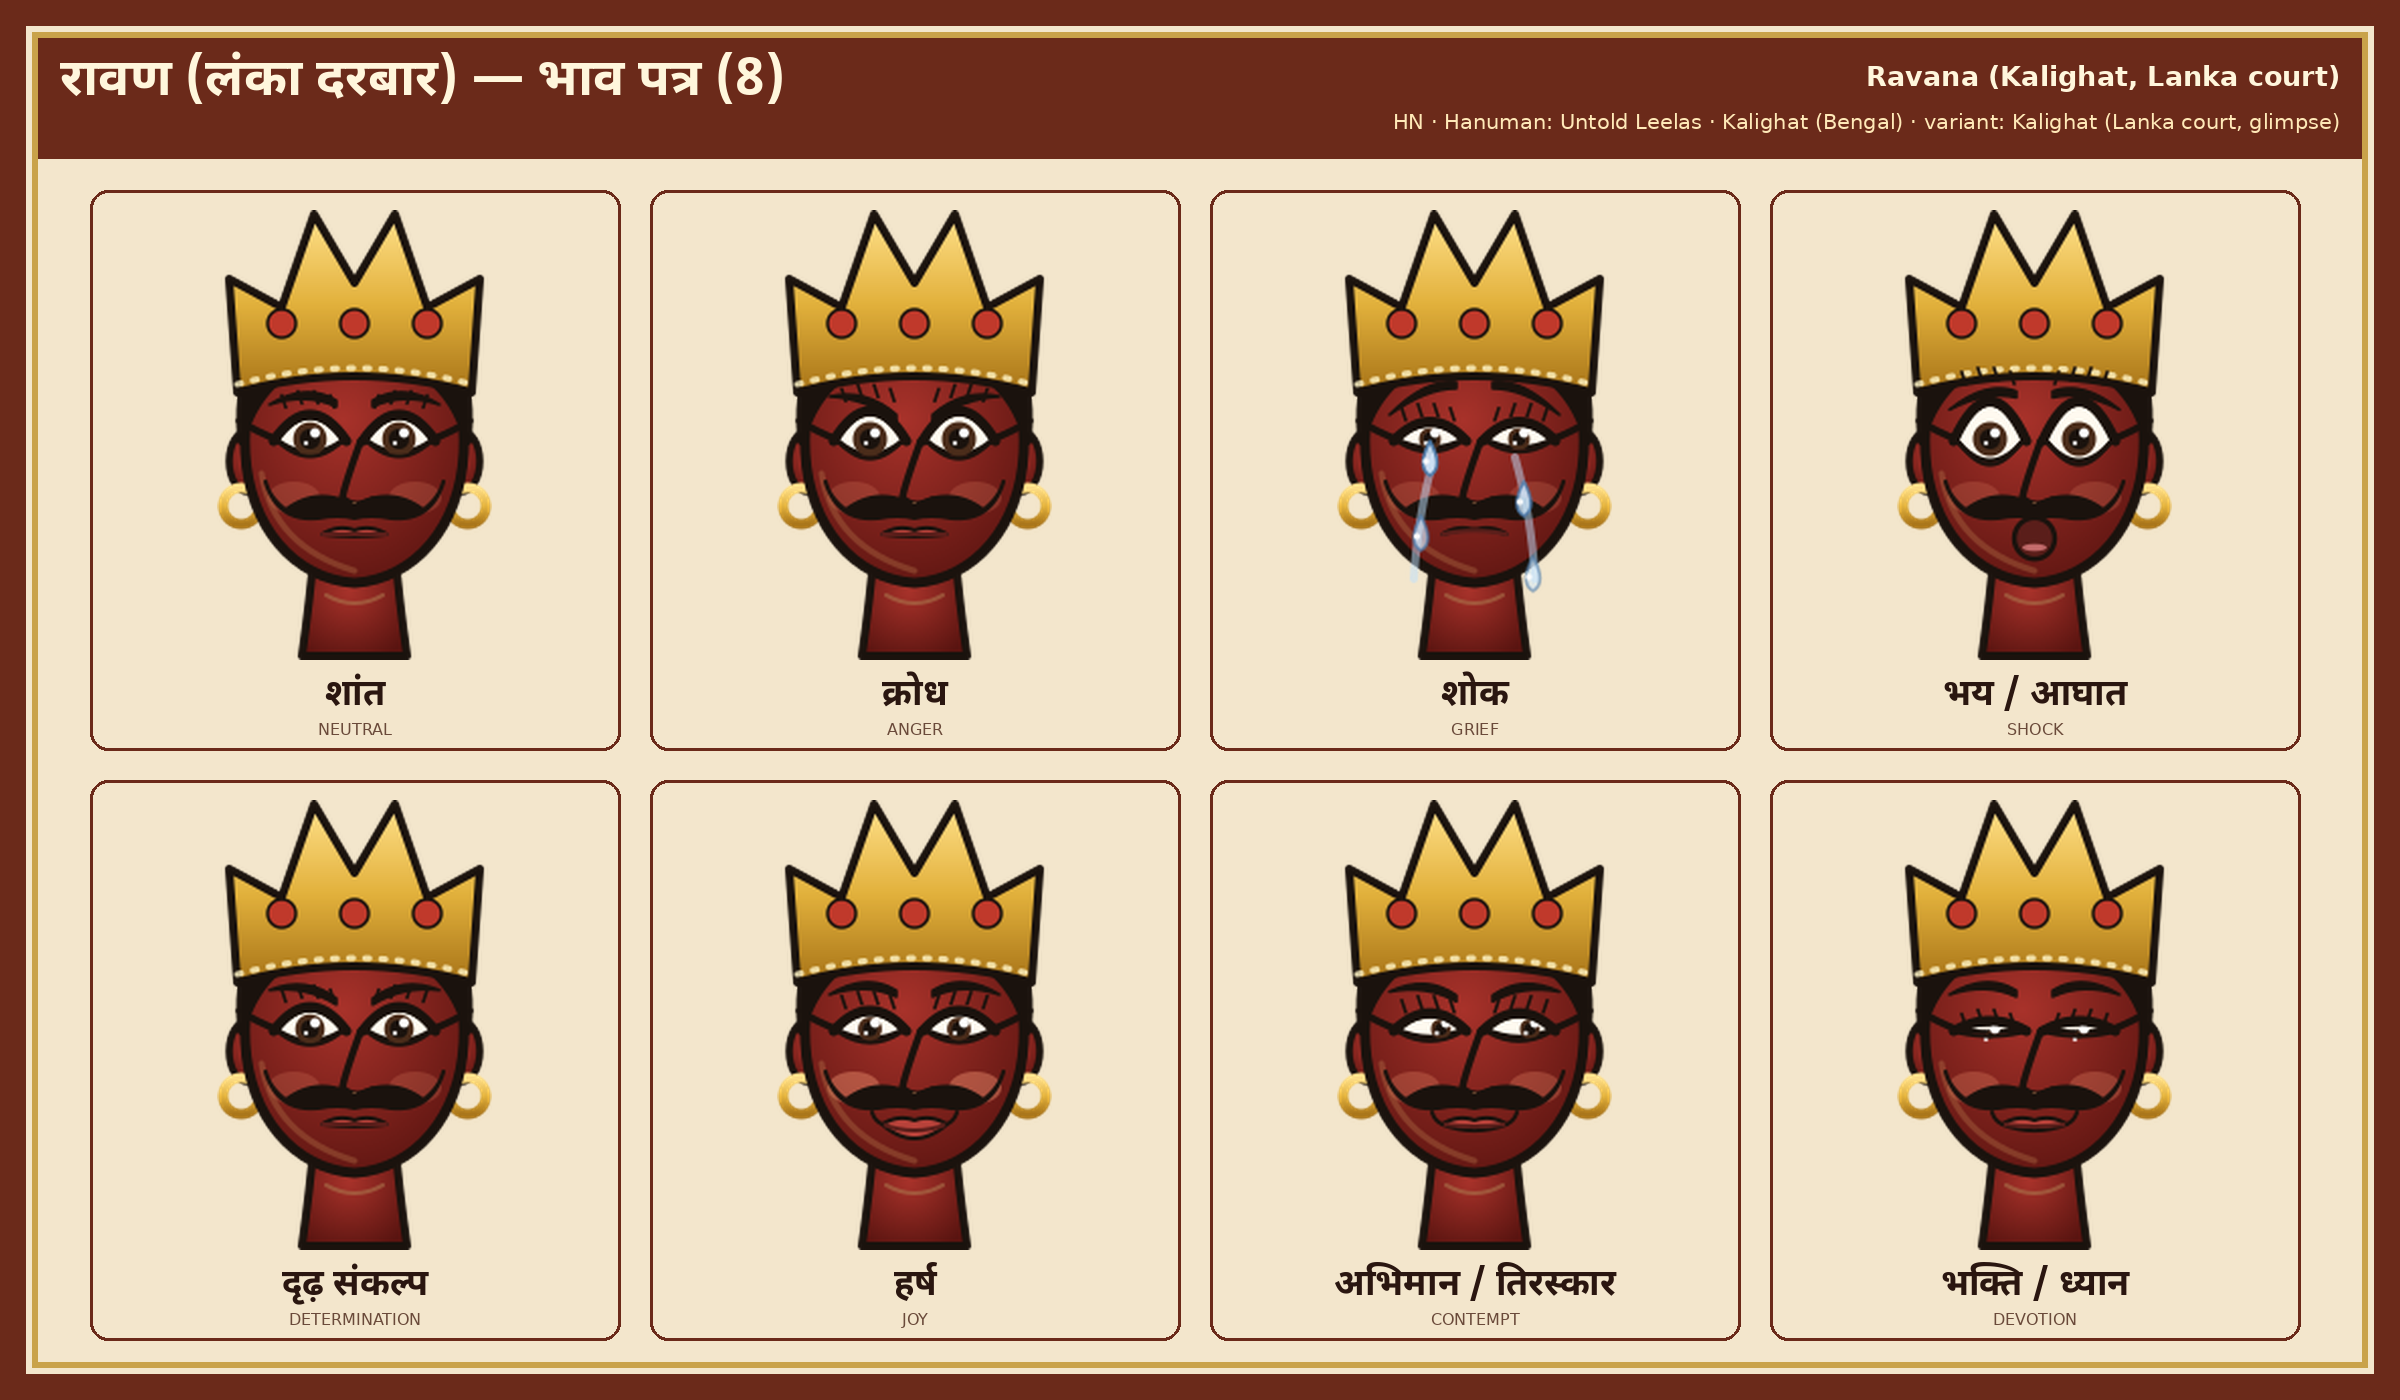 रावण (लंका दरबार) — भाव पत्र (8)
Ravana (Kalighat, Lanka court)
HN · Hanuman: Untold Leelas · Kalighat (Bengal) · variant: Kalighat (Lanka court, glimpse)
शांत
NEUTRAL
क्रोध
ANGER
शोक
GRIEF
भय / आघात
SHOCK
दृढ़ संकल्प
DETERMINATION
हर्ष
JOY
अभिमान / तिरस्कार
CONTEMPT
भक्ति / ध्यान
DEVOTION